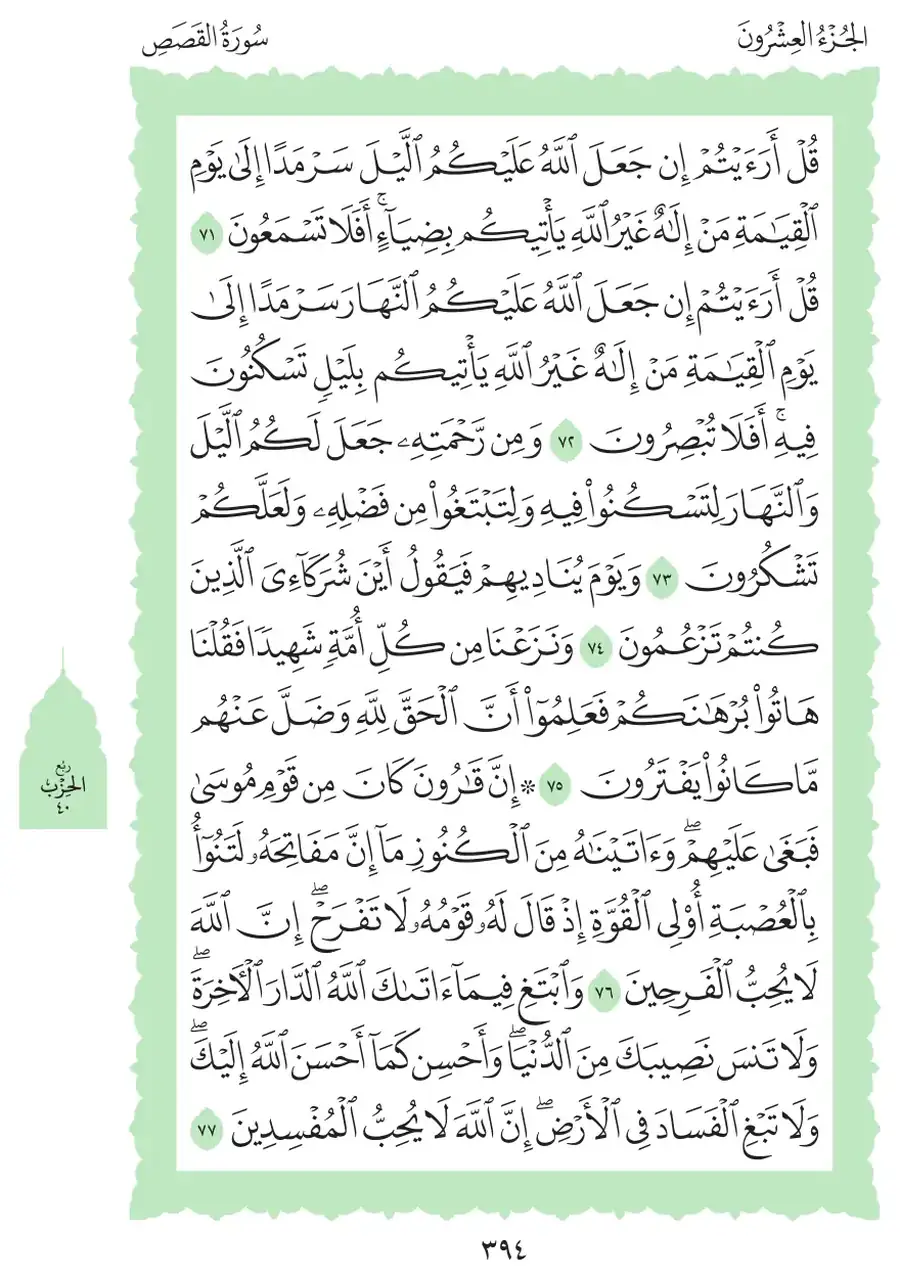 الجُزْءُ العِشْرُونَ
سُورَةُ القَصَصِ
قُلۡ أَرَءَيۡتُمۡ إِن جَعَلَ ٱللَّهُ عَلَيۡكُمُ ٱلَّيۡلَ سَرۡمَدًا إِلَىٰ يَوۡمِ
ٱلۡقِيَٰمَةِ مَنۡ إِلَٰهٌ غَيۡرُ ٱللَّهِ يَأۡتِيكُم بِضِيَآءٍۚ أَفَلَا تَسۡمَعُونَ ٧١
قُلۡ أَرَءَيۡتُمۡ إِن جَعَلَ ٱللَّهُ عَلَيۡكُمُ ٱلنَّهَارَ سَرۡمَدًا إِلَىٰ
يَوۡمِ ٱلۡقِيَٰمَةِ مَنۡ إِلَٰهٌ غَيۡرُ ٱللَّهِ يَأۡتِيكُم بِلَيۡلٖ تَسۡكُنُونَ
فِيهِۚ أَفَلَا تُبۡصِرُونَ ٧٢ وَمِن رَّحۡمَتِهِۦ جَعَلَ لَكُمُ ٱلَّيۡلَ
وَٱلنَّهَارَ لِتَسۡكُنُواْ فِيهِ وَلِتَبۡتَغُواْ مِن فَضۡلِهِۦ وَلَعَلَّكُمۡ
تَشۡكُرُونَ ٧٣ وَيَوۡمَ يُنَادِيهِمۡ فَيَقُولُ أَيۡنَ شُرَكَآءِيَ ٱلَّذِينَ
كُنتُمۡ تَزۡعُمُونَ ٧٤ وَنَزَعۡنَا مِن كُلِّ أُمَّةٖ شَهِيدٗا فَقُلۡنَا
هَاتُواْ بُرۡهَٰنَكُمۡ فَعَلِمُوٓاْ أَنَّ ٱلۡحَقَّ لِلَّهِ وَضَلَّ عَنۡهُم
مَّا كَانُواْ يَفۡتَرُونَ ٧٥ ۞ إِنَّ قَٰرُونَ كَانَ مِن قَوۡمِ مُوسَىٰ
فَبَغَىٰ عَلَيۡهِمۡۖ وَءَاتَيۡنَٰهُ مِنَ ٱلۡكُنُوزِ مَآ إِنَّ مَفَاتِحَهُۥ لَتَنُوٓأُ
بِٱلۡعُصۡبَةِ أُوْلِي ٱلۡقُوَّةِ إِذۡ قَالَ لَهُۥ قَوۡمُهُۥ لَا تَفۡرَحۡۖ إِنَّ ٱللَّهَ
لَا يُحِبُّ ٱلۡفَرِحِينَ ٧٦ وَٱبۡتَغِ فِيمَآ ءَاتَىٰكَ ٱللَّهُ ٱلدَّارَ ٱلۡأٓخِرَةَۖ
وَلَا تَنسَ نَصِيبَكَ مِنَ ٱلدُّنۡيَاۖ وَأَحۡسِن كَمَآ أَحۡسَنَ ٱللَّهُ إِلَيۡكَۖ
وَلَا تَبۡغِ ٱلۡفَسَادَ فِي ٱلۡأَرۡضِۖ إِنَّ ٱللَّهَ لَا يُحِبُّ ٱلۡمُفۡسِدِينَ ٧٧
رُبع
الحِزْب
٤٠
٣٩٤